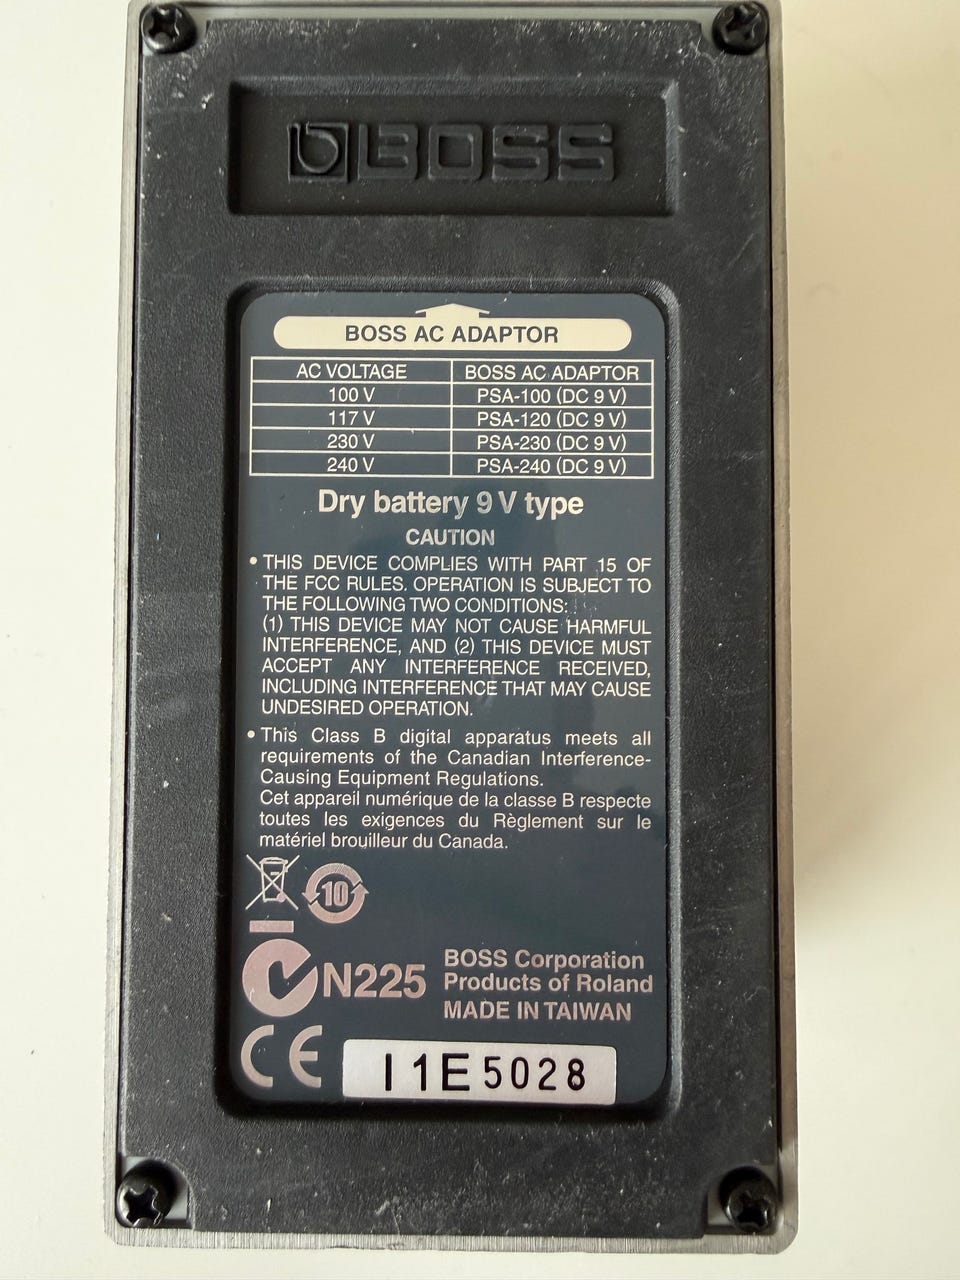 BOSS
BOSS AC ADAPTOR
AC VOLTAGE BOSS AC ADAPTOR
100 V PSA-100 (DC 9 V)
117 V PSA-120 (DC 9 V)
230 V PSA-230 (DC 9 V)
240 V PSA-240 (DC 9 V)
Dry battery 9 V type
CAUTION
• THIS DEVICE COMPLIES WITH PART 15 OF
THE FCC RULES. OPERATION IS SUBJECT TO
THE FOLLOWING TWO CONDITIONS:
(1) THIS DEVICE MAY NOT CAUSE HARMFUL
INTERFERENCE, AND (2) THIS DEVICE MUST
ACCEPT ANY INTERFERENCE RECEIVED,
INCLUDING INTERFERENCE THAT MAY CAUSE
UNDESIRED OPERATION.
• This Class B digital apparatus meets all
requirements of the Canadian Interference-
Causing Equipment Regulations.
Cet appareil numérique de la classe B respecte
toutes les exigences du Règlement sur le
matériel brouilleur du Canada.
10
N225
BOSS Corporation
Products of Roland
MADE IN TAIWAN
CE
I1E5028